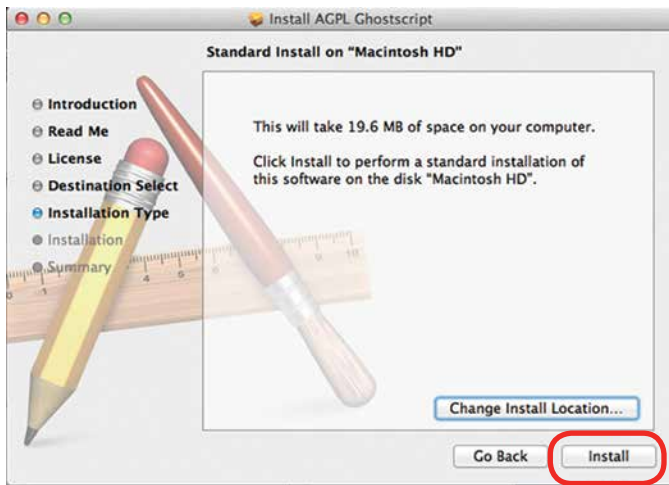 Install AGPL Ghostscript
Standard Install on "Macintosh HD"
Introduction
Read Me
License
Destination Select
Installation Type
Installation
Summary
This will take 19.6 MB of space on your computer.
Click Install to perform a standard installation of
this software on the disk "Macintosh HD".
Change Install Location...
Go Back
Install